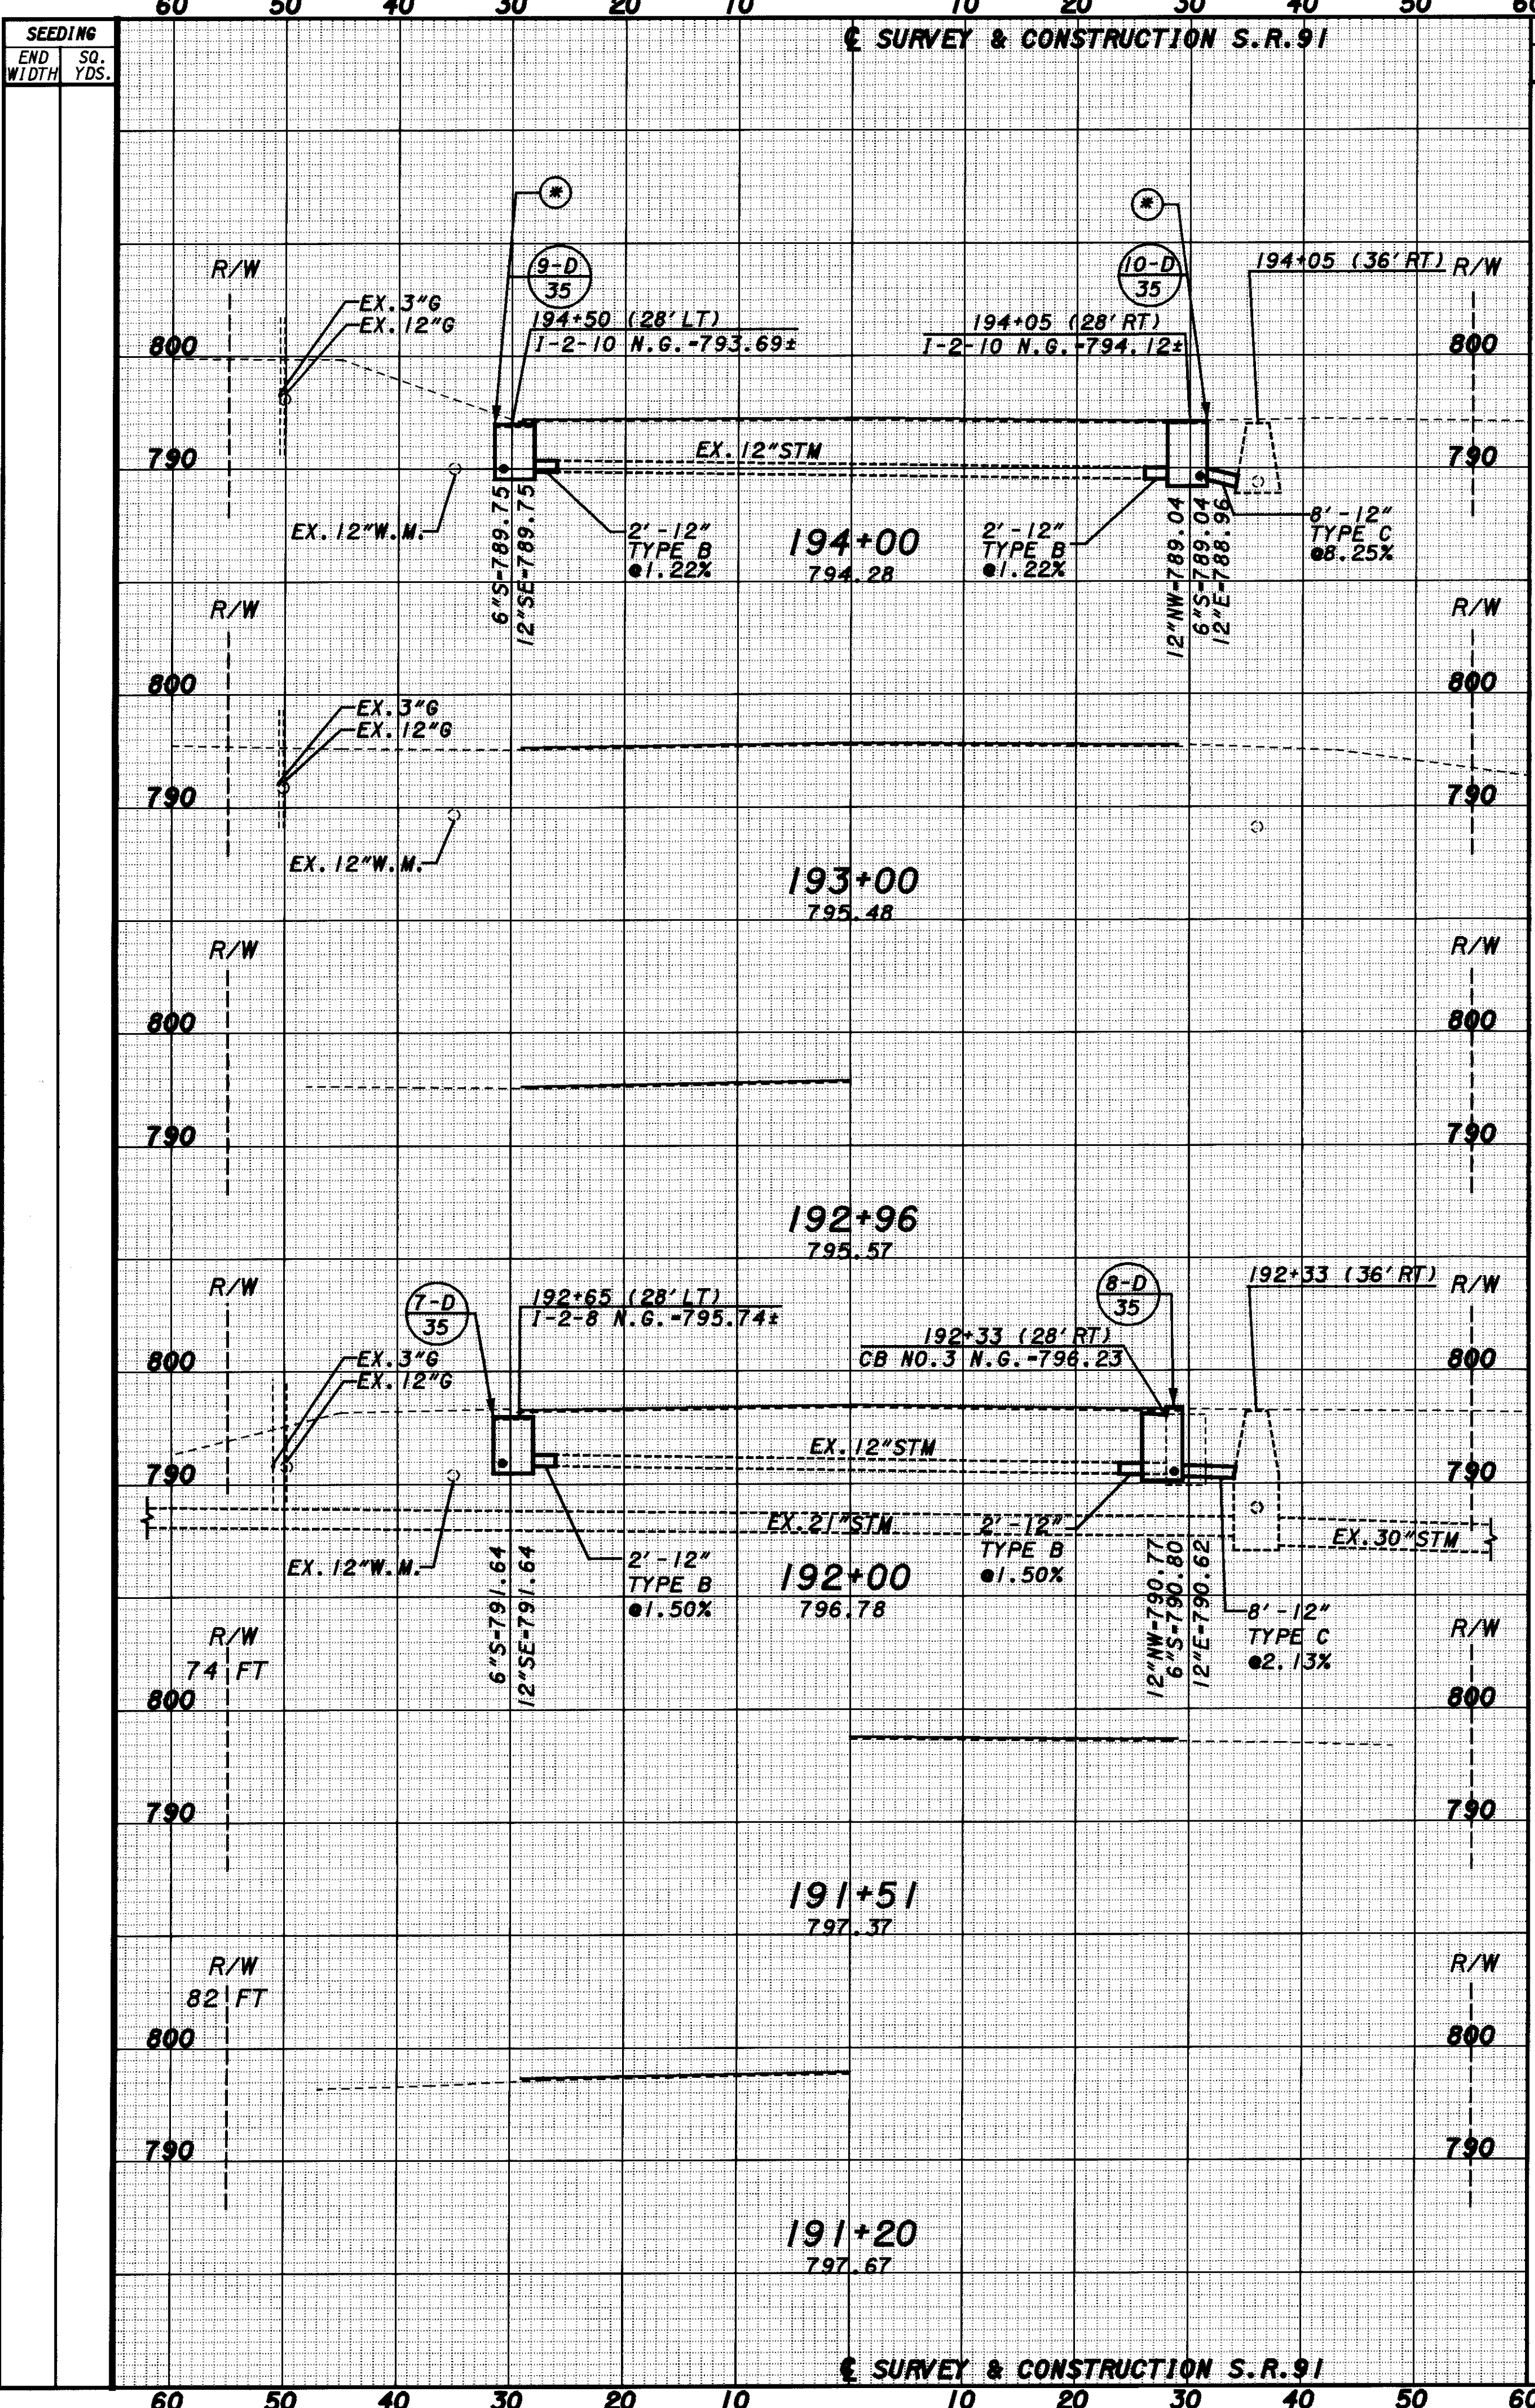 60 50 40 30 20 10 10 20 30 40 50 60
SEEDING
END WIDTH
SQ. YDS.
℄ SURVEY & CONSTRUCTION S.R.91
*
*
R/W
9-D
35
10-D
35
194+05 (36' RT)
R/W
EX.3"G
EX.12"G
194+50 (28' LT)
I-2-10 N.G.=793.69±
194+05 (28' RT)
I-2-10 N.G.=794.12±
800
800
EX.12"STM
790
790
EX.12"W.M.
6"S=789.75
12"SE=789.75
2'-12"
TYPE B
@1.22%
194+00
794.28
2'-12"
TYPE B
@1.22%
12"NW=789.04
6"S=789.04
12"E=788.96
8'-12"
TYPE C
@8.25%
R/W
R/W
800
800
EX.3"G
EX.12"G
790
790
EX.12"W.M.
193+00
795.48
R/W
R/W
800
800
790
790
192+96
795.57
R/W
7-D
35
192+65 (28' LT)
I-2-8 N.G.=795.74±
8-D
35
192+33 (36' RT)
R/W
192+33 (28' RT)
CB NO.3 N.G.=796.23
EX.3"G
EX.12"G
800
800
EX.12"STM
790
790
EX.21"STM
EX.30"STM
EX.12"W.M.
6"S=791.64
12"SE=791.64
2'-12"
TYPE B
@1.50%
192+00
796.78
2'-12"
TYPE B
@1.50%
12"NW=790.77
6"S=790.80
12"E=790.62
8'-12"
TYPE C
@2.13%
R/W
74 FT
R/W
800
800
790
790
191+51
797.37
R/W
82 FT
R/W
800
800
790
790
191+20
797.67
℄ SURVEY & CONSTRUCTION S.R.91
60 50 40 30 20 10 10 20 30 40 50 60